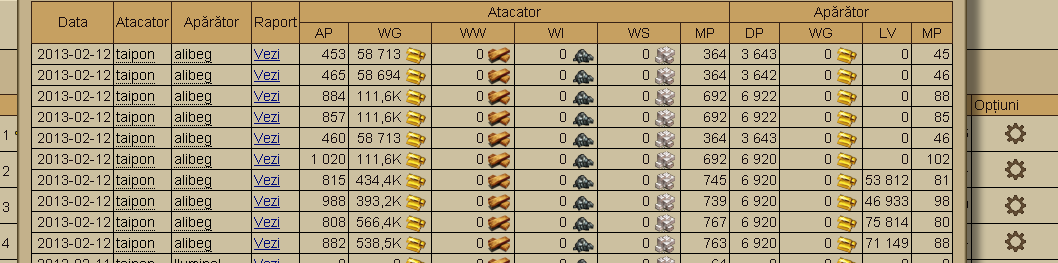 Data Atacator Apărător Raport Atacator Apărător
AP WG WW WI WS MP DP WG LV MP
2013-02-12 taipon alibeg Vezi 453 58 713 0 0 0 364 3 643 0 0 45
2013-02-12 taipon alibeg Vezi 465 58 694 0 0 0 364 3 642 0 0 46
2013-02-12 taipon alibeg Vezi 884 111,6K 0 0 0 692 6 922 0 0 88
Opțiuni
2013-02-12 taipon alibeg Vezi 857 111,6K 0 0 0 692 6 922 0 0 85
1 2013-02-12 taipon alibeg Vezi 460 58 713 0 0 0 364 3 643 0 0 46
2013-02-12 taipon alibeg Vezi 1 020 111,6K 0 0 0 692 6 920 0 0 102
2 2013-02-12 taipon alibeg Vezi 815 434,4K 0 0 0 745 6 920 0 53 812 81
3 2013-02-12 taipon alibeg Vezi 988 393,2K 0 0 0 739 6 920 0 46 933 98
2013-02-12 taipon alibeg Vezi 808 566,4K 0 0 0 767 6 920 0 75 814 80
4 2013-02-12 taipon alibeg Vezi 882 538,5K 0 0 0 763 6 920 0 71 149 88